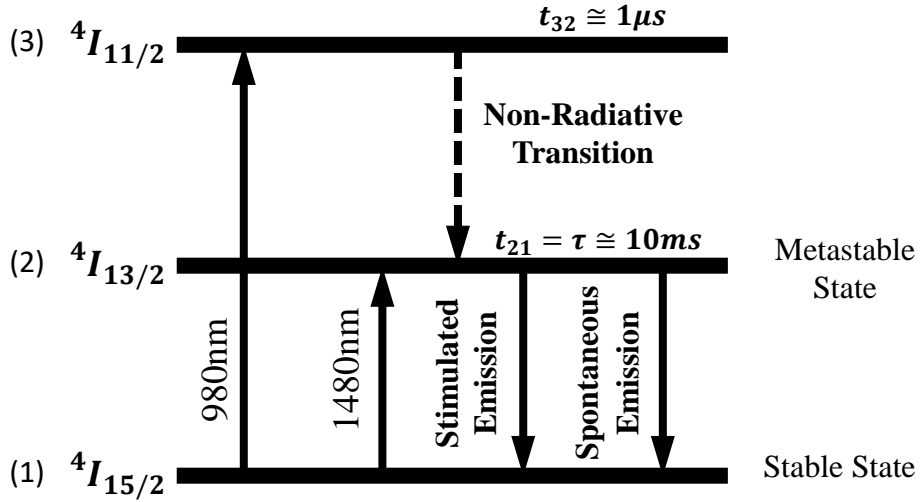 t₃₂ ≅ 1μs
(3) ⁴I₁₁/₂
Non-Radiative
Transition
t₂₁ = τ ≅ 10ms
(2) ⁴I₁₃/₂
Metastable
State
980nm
1480nm
Stimulated
Emission
Spontaneous
Emission
(1) ⁴I₁₅/₂
Stable State